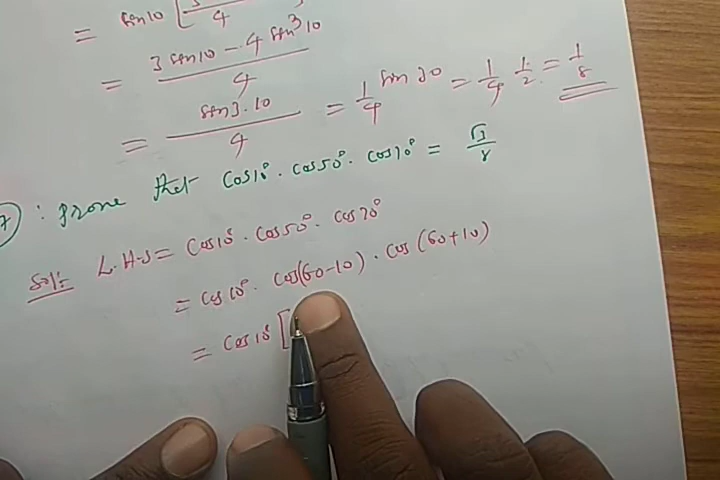 = sin10 [ 3 / 4
= 3 sin10 - 4 sin³10 / 4
= sin3.10 / 4 = 1/4 sin 30 = 1/4 . 1/2 = 1/8
7) : Prove that Cos10° . Cos50° . Cos70° = √3/8
Sol:- L.H.S = Cos10° . Cos50° . Cos70°
= Cos10° . Cos(60-10) . Cos(60+10)
= Cos10° [